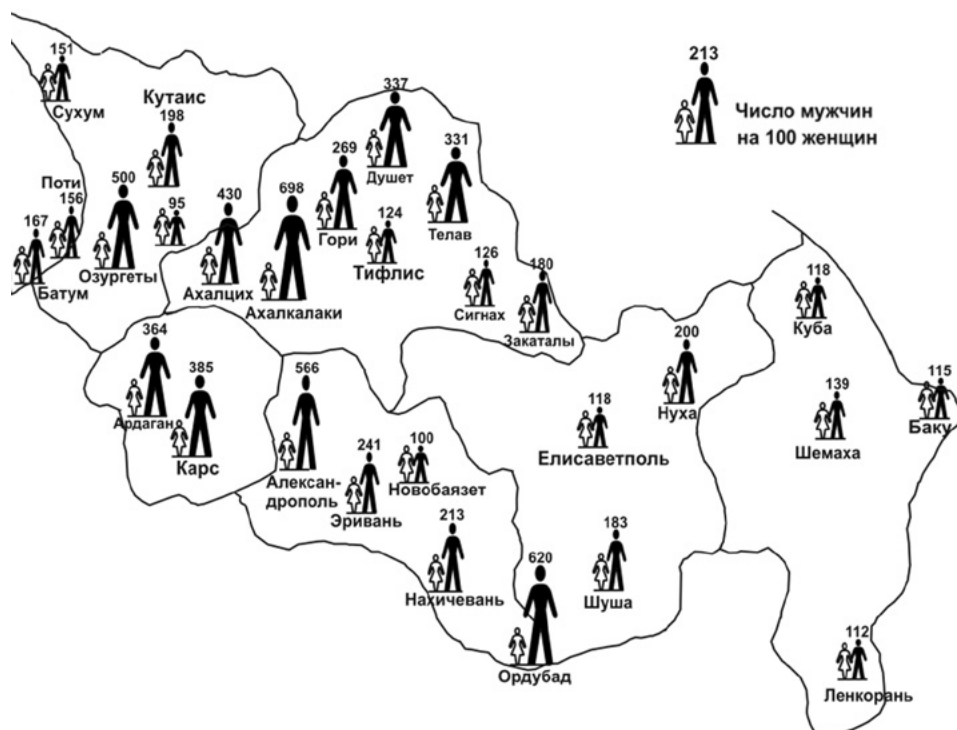 213
Число мужчин
на 100 женщин
151
Сухум
Кутаис
198
337
Душет
269
Гори
331
Телав
Поти
156
167
Батум
500
Озургеты
95
430
Ахалцих
698
Ахалкалаки
124
Тифлис
126
Сигнах
180
Закаталы
118
Куба
364
Ардаган
385
Карс
566
Алексан-
дрополь
241
Эривань
100
Новобаязет
200
Нуха
118
Елисаветполь
139
Шемаха
115
Баку
213
Нахичевань
620
Ордубад
183
Шуша
112
Ленкорань